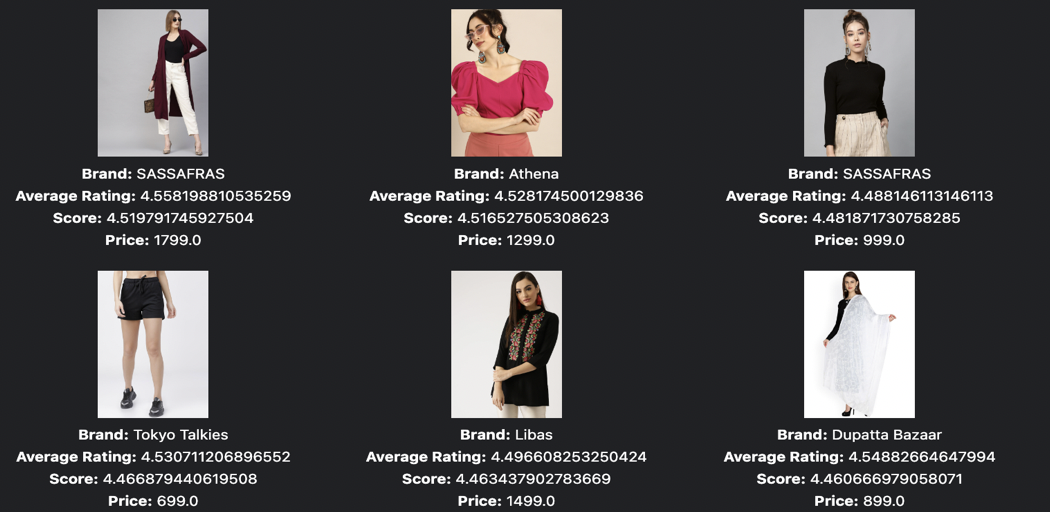 Brand: SASSAFRAS
Average Rating: 4.558198810535259
Score: 4.519791745927504
Price: 1799.0
Brand: Athena
Average Rating: 4.528174500129836
Score: 4.516527505308623
Price: 1299.0
Brand: SASSAFRAS
Average Rating: 4.488146113146113
Score: 4.481871730758285
Price: 999.0
Brand: Tokyo Talkies
Average Rating: 4.530711206896552
Score: 4.466879440619508
Price: 699.0
Brand: Libas
Average Rating: 4.496608253250424
Score: 4.463437902783669
Price: 1499.0
Brand: Dupatta Bazaar
Average Rating: 4.54882664647994
Score: 4.460666979058071
Price: 899.0